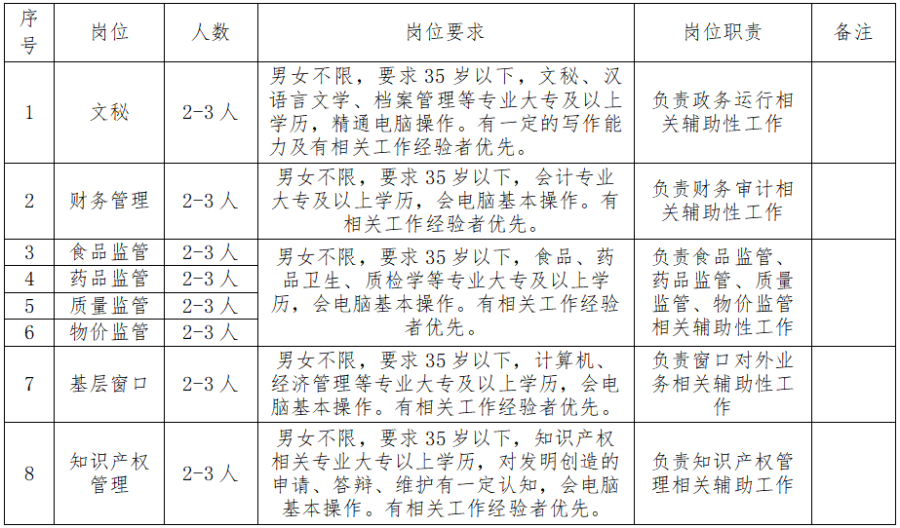 序号 岗位 人数 岗位要求 岗位职责 备注
1 文秘 2-3人
男女不限，要求35岁以下，文秘、汉
语言文学、档案管理等专业大专及以上
学历，精通电脑操作。有一定的写作能
力及有相关工作经验者优先。
负责政务运行相
关辅助性工作
2 财务管理 2-3人
男女不限，要求35岁以下，会计专业
大专及以上学历，会电脑基本操作。有
相关工作经验者优先。
负责财务审计相
关辅助性工作
3 食品监管 2-3人
4 药品监管 2-3人
5 质量监管 2-3人
6 物价监管 2-3人
男女不限，要求35岁以下，食品、药
品卫生、质检学等专业大专及以上学
历，会电脑基本操作。有相关工作经验
者优先。
负责食品监管、
药品监管、质量
监管、物价监管
相关辅助性工作
7 基层窗口 2-3人
男女不限，要求35岁以下，计算机、
经济管理等专业大专及以上学历，会电
脑基本操作。有相关工作经验者优先。
负责窗口对外业
务相关辅助性工
作
8 知识产权
管理
2-3人
男女不限，要求35岁以下，知识产权
相关专业大专以上学历，对发明创造的
申请、答辩、维护有一定认知，会电脑
基本操作。有相关工作经验者优先。
负责知识产权管
理相关辅助工作